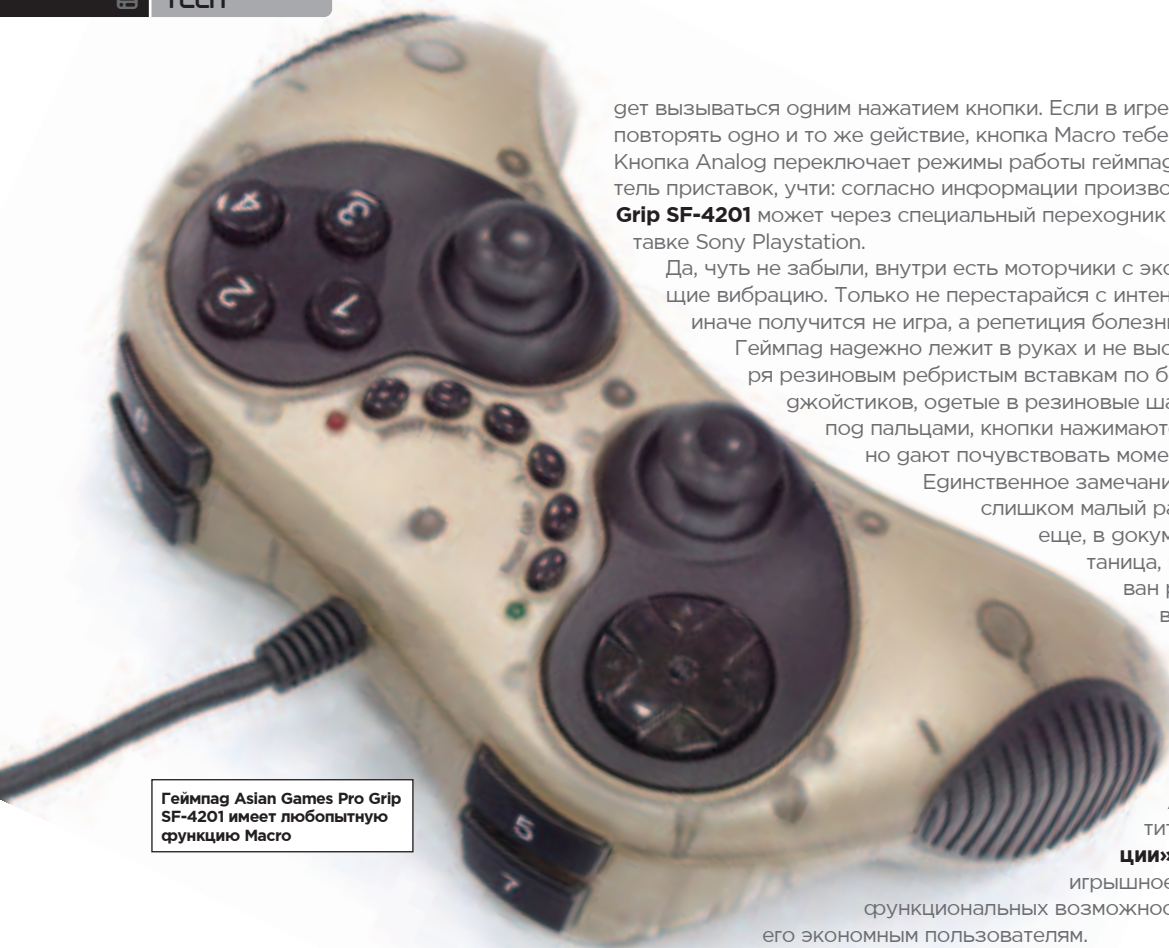 TECH
дет вызываться одним нажатием кнопки. Если в игре
повторять одно и то же действие, кнопка Macro тебе
Кнопка Analog переключает режимы работы геймпад
тель приставок, учти: согласно информации произво
Grip SF-4201 может через специальный переходник
тавке Sony Playstation.
Да, чуть не забыли, внутри есть моторчики с экс
щие вибрацию. Только не перестарайся с интен
иначе получится не игра, а репетиция болезн
Геймпад надежно лежит в руках и не выс
ря резиновым ребристым вставкам по б
джойстиков, одетые в резиновые ша
под пальцами, кнопки нажимают
но дают почувствовать моме
Единственное замечани
слишком малый ра
еще, в докум
таница,
ван р
в
тит
ции»
игрышное
функциональных возможнос
его экономным пользователям.
4
3
2
1
5
7
Геймпад Asian Games Pro Grip
SF-4201 имеет любопытную
функцию Macro